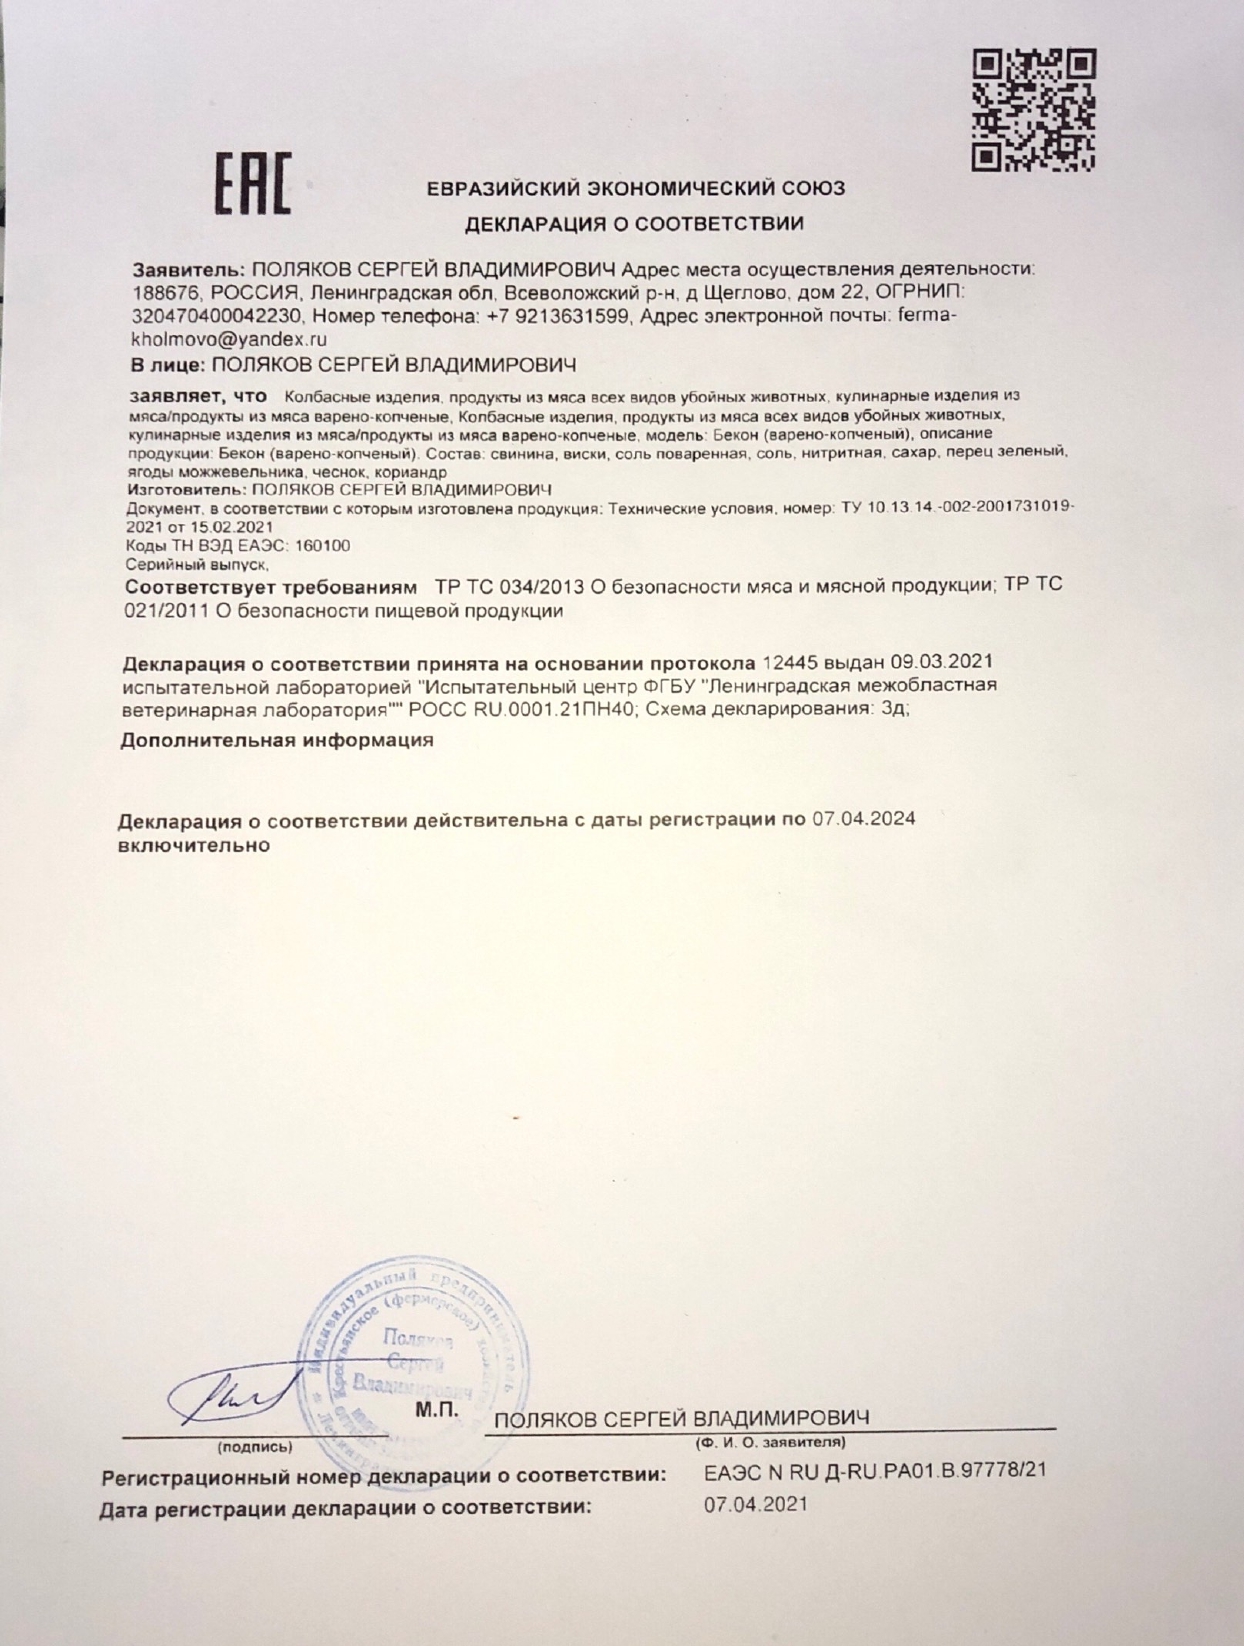 ЕАС
ЕВРАЗИЙСКИЙ ЭКОНОМИЧЕСКИЙ СОЮЗ
ДЕКЛАРАЦИЯ О СООТВЕТСТВИИ
Заявитель: ПОЛЯКОВ СЕРГЕЙ ВЛАДИМИРОВИЧ Адрес места осуществления деятельности:
188676, РОССИЯ, Ленинградская обл, Всеволожский р-н, д Щеглово, дом 22, ОГРНИП:
320470400042230, Номер телефона: +7 9213631599, Адрес электронной почты: ferma-
kholmovo@yandex.ru
В лице: ПОЛЯКОВ СЕРГЕЙ ВЛАДИМИРОВИЧ
заявляет, что Колбасные изделия, продукты из мяса всех видов убойных животных, кулинарные изделия из
мяса/продукты из мяса варено-копченые, Колбасные изделия, продукты из мяса всех видов убойных животных,
кулинарные изделия из мяса/продукты из мяса варено-копченые, модель: Бекон (варено-копченый), описание
продукции: Бекон (варено-копченый). Состав: свинина, виски, соль поваренная, соль, нитритная, сахар, перец зеленый,
ягоды можжевельника, чеснок, кориандр
Изготовитель: ПОЛЯКОВ СЕРГЕЙ ВЛАДИМИРОВИЧ
Документ, в соответствии с которым изготовлена продукция: Технические условия, номер: ТУ 10.13.14.-002-2001731019-
2021 от 15.02.2021
Коды ТН ВЭД ЕАЭС: 160100
Серийный выпуск,
Соответствует требованиям ТР ТС 034/2013 О безопасности мяса и мясной продукции; ТР ТС
021/2011 О безопасности пищевой продукции
Декларация о соответствии принята на основании протокола 12445 выдан 09.03.2021
испытательной лабораторией "Испытательный центр ФГБУ "Ленинградская межобластная
ветеринарная лаборатория"" РОСС RU.0001.21ПН40; Схема декларирования: 3д;
Дополнительная информация
Декларация о соответствии действительна с даты регистрации по 07.04.2024
включительно
Индивидуальный предприниматель
Крестьянское (фермерское)
Поляков
Сергей
Владимирович
М.П.
ПОЛЯКОВ СЕРГЕЙ ВЛАДИМИРОВИЧ
(подпись)
(Ф. И. О. заявителя)
Регистрационный номер декларации о соответствии: ЕАЭС N RU Д-RU.РА01.В.97778/21
Дата регистрации декларации о соответствии: 07.04.2021